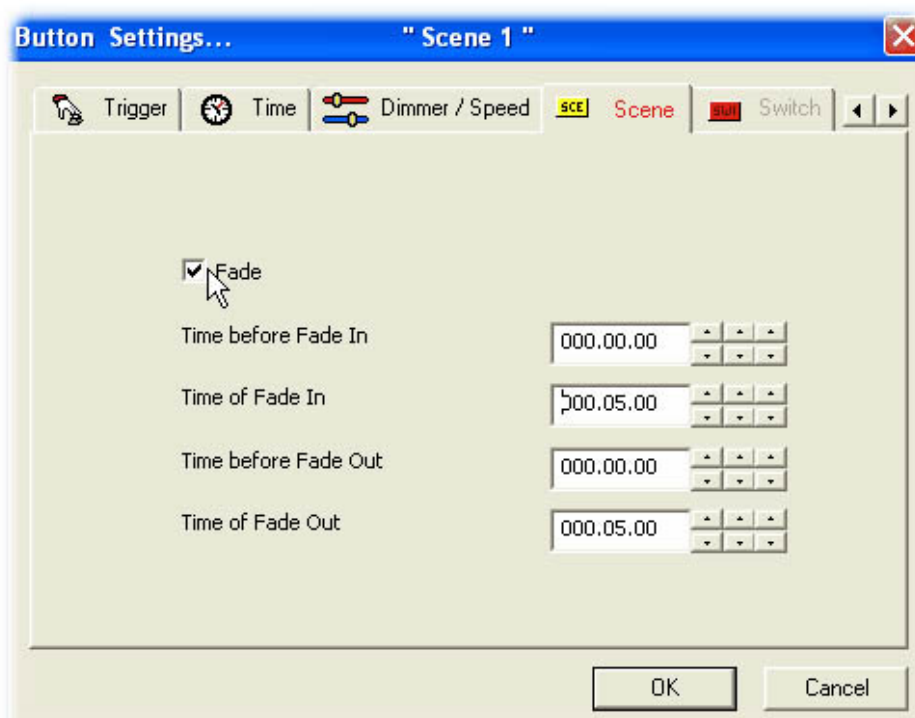 Button Settings... " Scene 1 "
Trigger Time Dimmer / Speed SCE Scene SWI Switch
Fade
Time before Fade In 000.00.00
Time of Fade In 000.05.00
Time before Fade Out 000.00.00
Time of Fade Out 000.05.00
OK Cancel